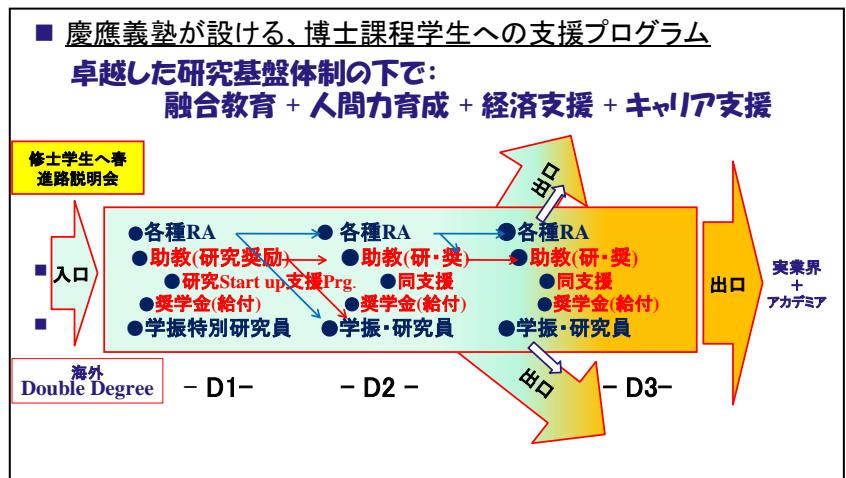 ■ 慶應義塾が設ける、博士課程学生への支援プログラム
卓越した研究基盤体制の下で:
融合教育 + 人間力育成 + 経済支援 + キャリア支援
修士学生へ春
進路説明会
入口
●各種RA
●助教(研究奨励)
●研究Start up 支援Prg.
●奨学金(給付)
●学振特別研究員
●各種RA
●助教(研・奨)
●同支援
●奨学金(給付)
●学振・研究員
●各種RA
●助教(研・奨)
●同支援
●奨学金(給付)
●学振・研究員
出口
出口
出口
実業界
+
アカデミア
海外
Double Degree
- D1-
- D2 -
- D3-